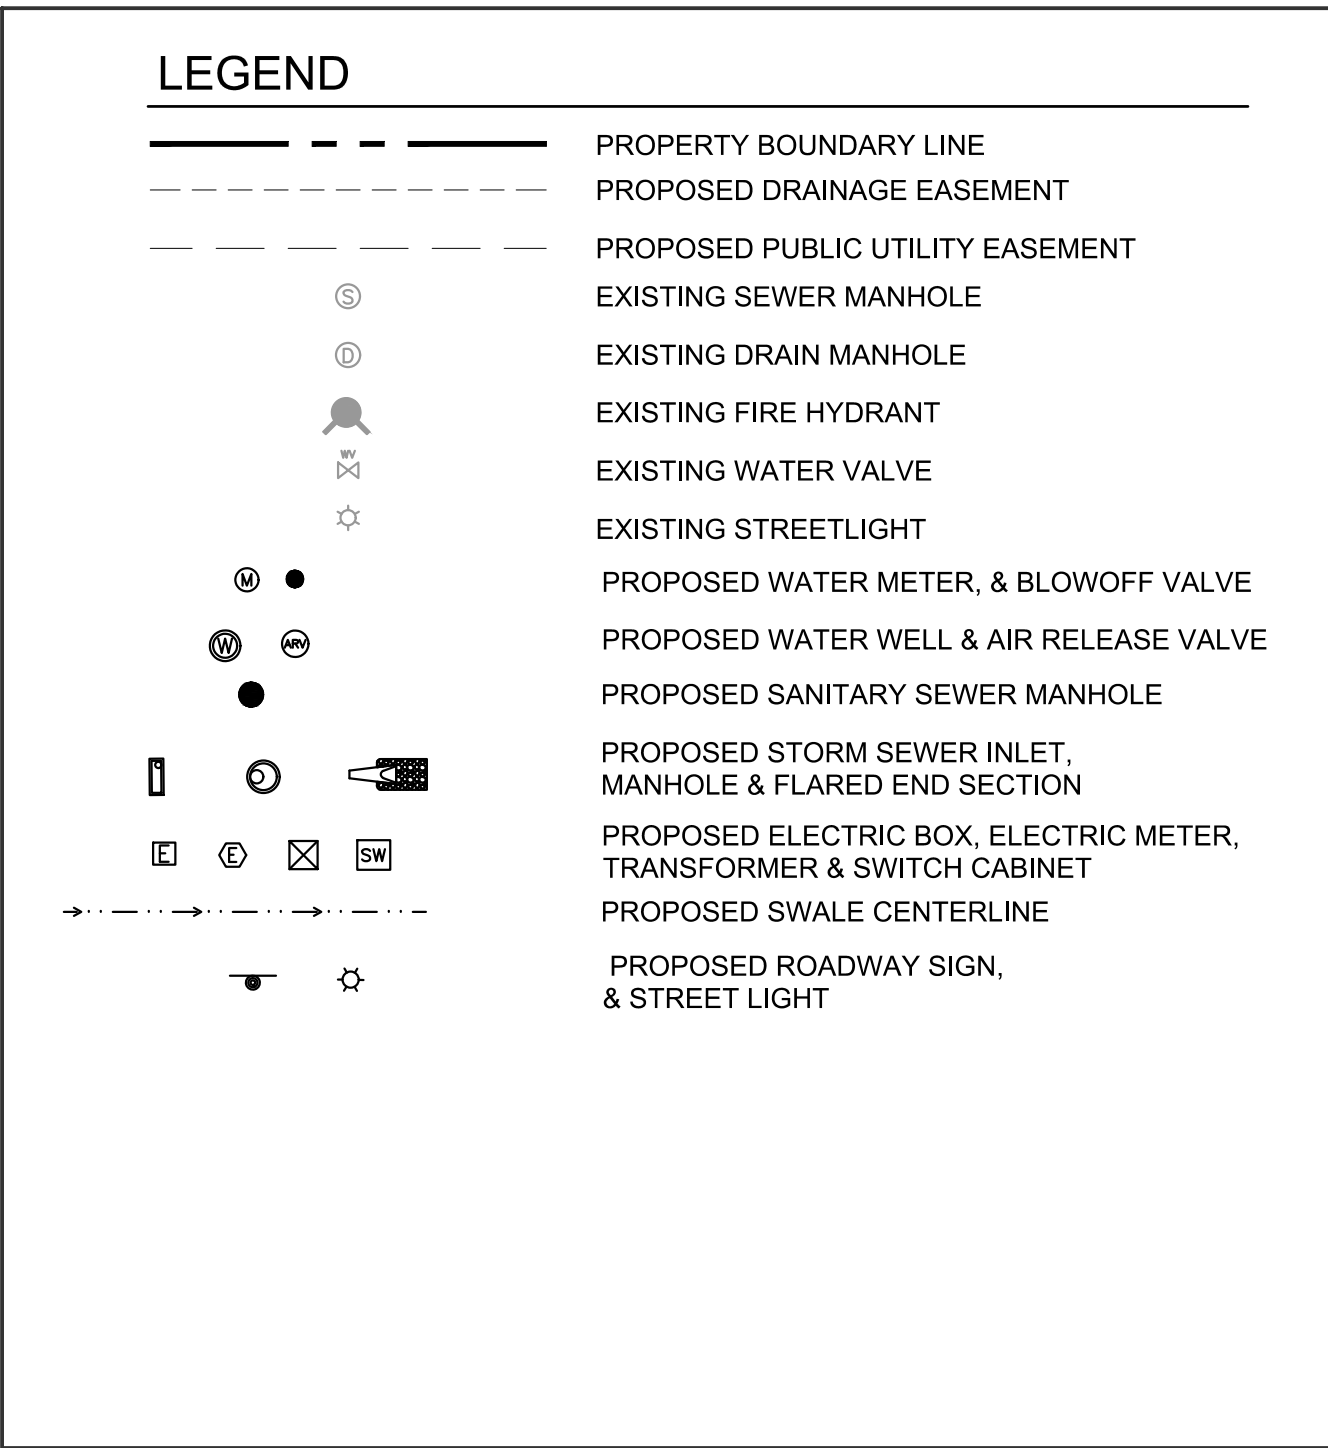 LEGEND
PROPERTY BOUNDARY LINE
PROPOSED DRAINAGE EASEMENT
PROPOSED PUBLIC UTILITY EASEMENT
S EXISTING SEWER MANHOLE
D EXISTING DRAIN MANHOLE
EXISTING FIRE HYDRANT
WV EXISTING WATER VALVE
EXISTING STREETLIGHT
M PROPOSED WATER METER, & BLOWOFF VALVE
W ARV PROPOSED WATER WELL & AIR RELEASE VALVE
PROPOSED SANITARY SEWER MANHOLE
PROPOSED STORM SEWER INLET,
MANHOLE & FLARED END SECTION
E E SW PROPOSED ELECTRIC BOX, ELECTRIC METER,
TRANSFORMER & SWITCH CABINET
PROPOSED SWALE CENTERLINE
PROPOSED ROADWAY SIGN,
& STREET LIGHT